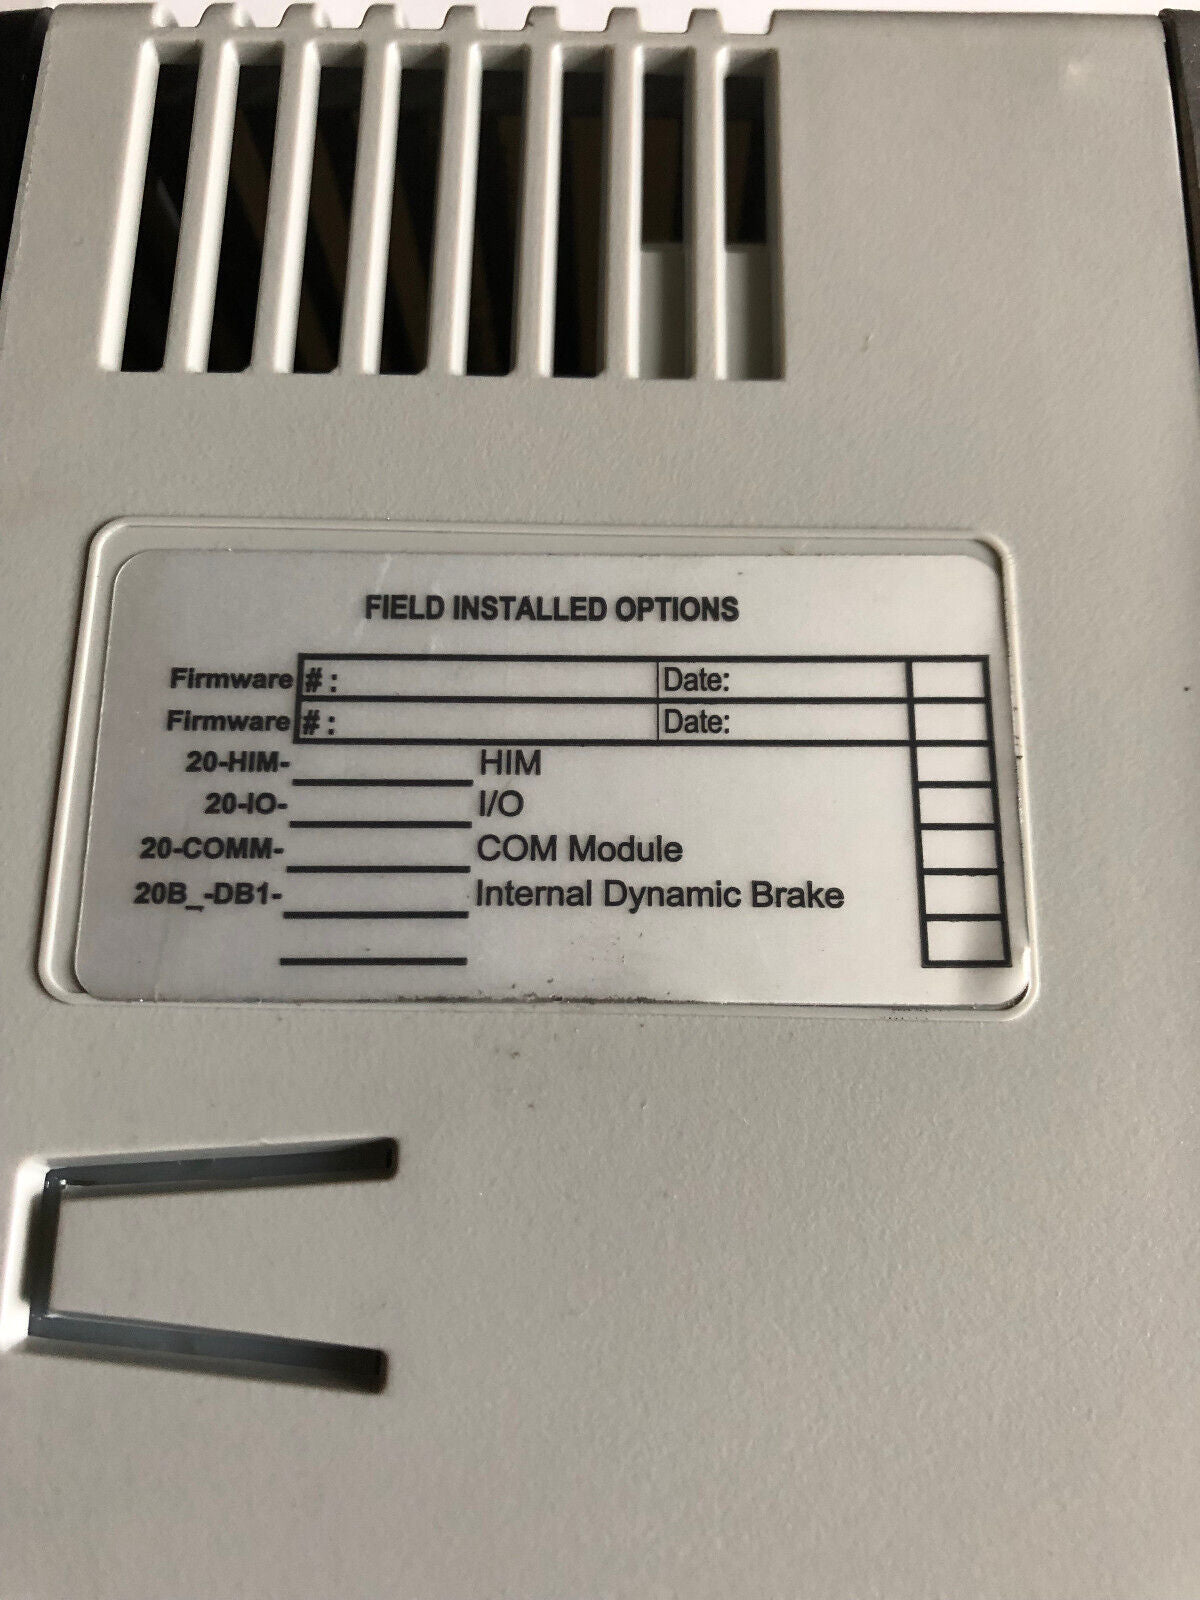 FIELD INSTALLED OPTIONS
Firmware #: Date:
Firmware #: Date:
20-HIM- HIM
20-IO- I/O
20-COMM- COM Module
20B_-DB1- Internal Dynamic Brake